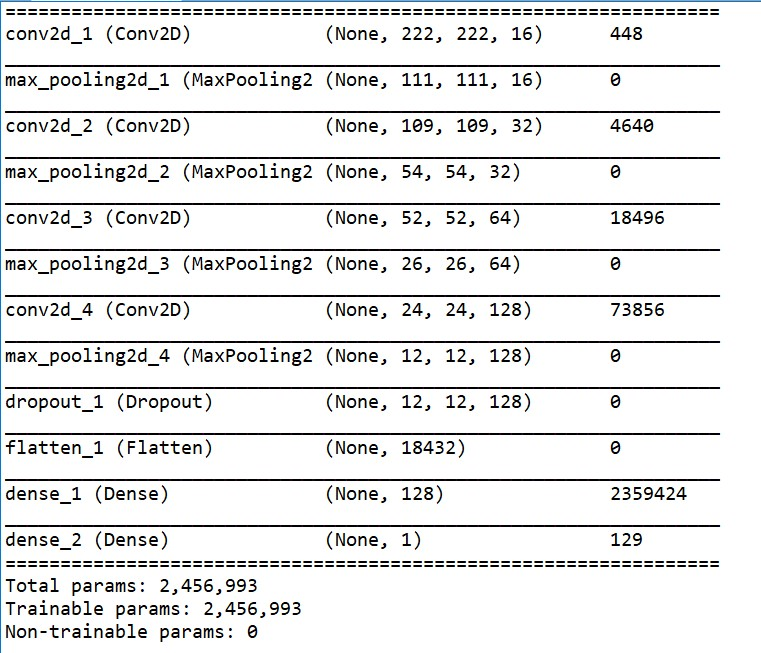 =================================================================
conv2d_1 (Conv2D)            (None, 222, 222, 16)      448
_________________________________________________________________
max_pooling2d_1 (MaxPooling2 (None, 111, 111, 16)      0
_________________________________________________________________
conv2d_2 (Conv2D)            (None, 109, 109, 32)      4640
_________________________________________________________________
max_pooling2d_2 (MaxPooling2 (None, 54, 54, 32)        0
_________________________________________________________________
conv2d_3 (Conv2D)            (None, 52, 52, 64)        18496
_________________________________________________________________
max_pooling2d_3 (MaxPooling2 (None, 26, 26, 64)        0
_________________________________________________________________
conv2d_4 (Conv2D)            (None, 24, 24, 128)       73856
_________________________________________________________________
max_pooling2d_4 (MaxPooling2 (None, 12, 12, 128)       0
_________________________________________________________________
dropout_1 (Dropout)          (None, 12, 12, 128)       0
_________________________________________________________________
flatten_1 (Flatten)          (None, 18432)             0
_________________________________________________________________
dense_1 (Dense)              (None, 128)               2359424
_________________________________________________________________
dense_2 (Dense)              (None, 1)                 129
=================================================================
Total params: 2,456,993
Trainable params: 2,456,993
Non-trainable params: 0